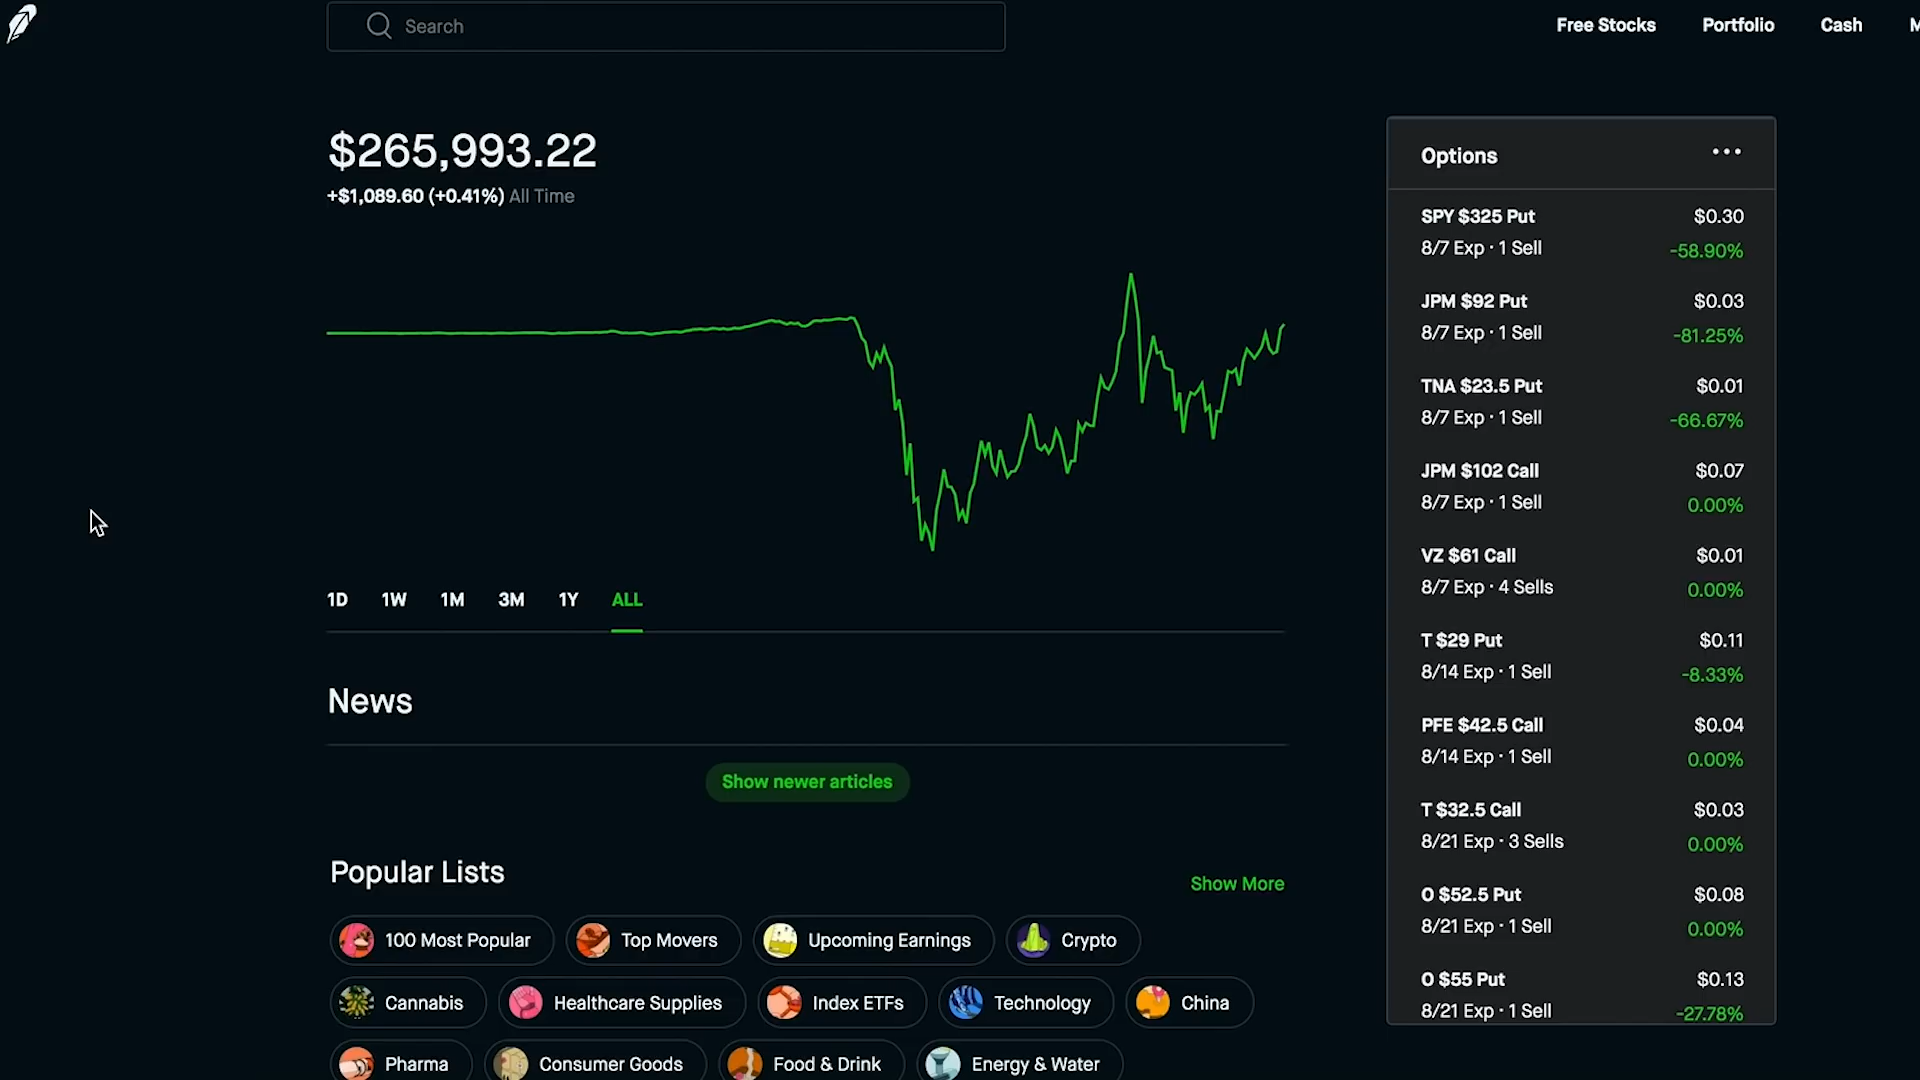 Search
Free Stocks
Portfolio
Cash
M
$265,993.22
+$1,089.60 (+0.41%) All Time
1D 1W 1M 3M 1Y ALL
News
Show newer articles
Popular Lists
Show More
100 Most Popular
Top Movers
Upcoming Earnings
Crypto
Cannabis
Healthcare Supplies
Index ETFs
Technology
China
Pharma
Consumer Goods
Food & Drink
Energy & Water
Options
SPY $325 Put $0.30
8/7 Exp · 1 Sell -58.90%
JPM $92 Put $0.03
8/7 Exp · 1 Sell -81.25%
TNA $23.5 Put $0.01
8/7 Exp · 1 Sell -66.67%
JPM $102 Call $0.07
8/7 Exp · 1 Sell 0.00%
VZ $61 Call $0.01
8/7 Exp · 4 Sells 0.00%
T $29 Put $0.11
8/14 Exp · 1 Sell -8.33%
PFE $42.5 Call $0.04
8/14 Exp · 1 Sell 0.00%
T $32.5 Call $0.03
8/21 Exp · 3 Sells 0.00%
O $52.5 Put $0.08
8/21 Exp · 1 Sell 0.00%
O $55 Put $0.13
8/21 Exp · 1 Sell -27.78%